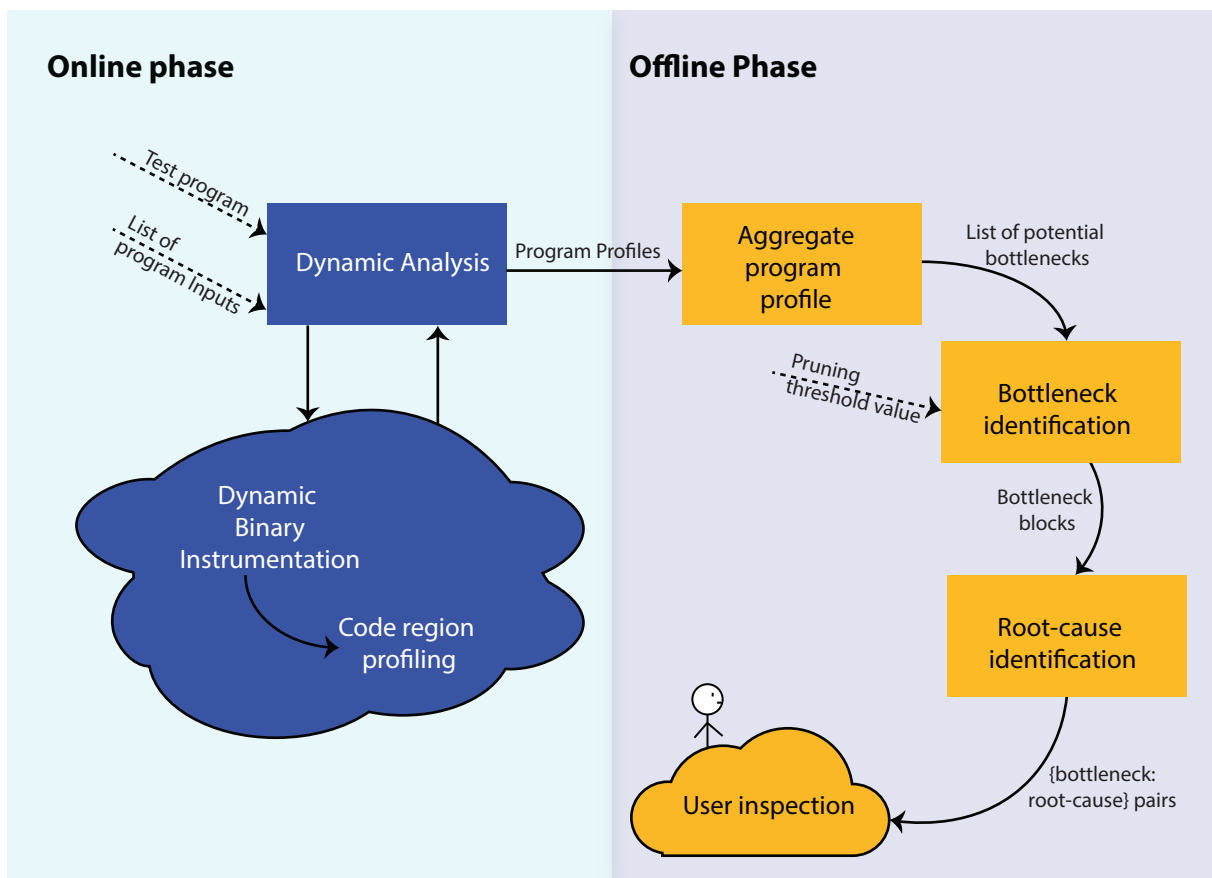 Online phase
Offline Phase
Test program
List of
program Inputs
Dynamic Analysis
Program Profiles
Aggregate
program
profile
List of potential
bottlenecks
Pruning
threshold value
Bottleneck
identification
Dynamic
Binary
Instrumentation
Code region
profiling
Bottleneck
blocks
Root-cause
identification
{bottleneck:
root-cause} pairs
User inspection